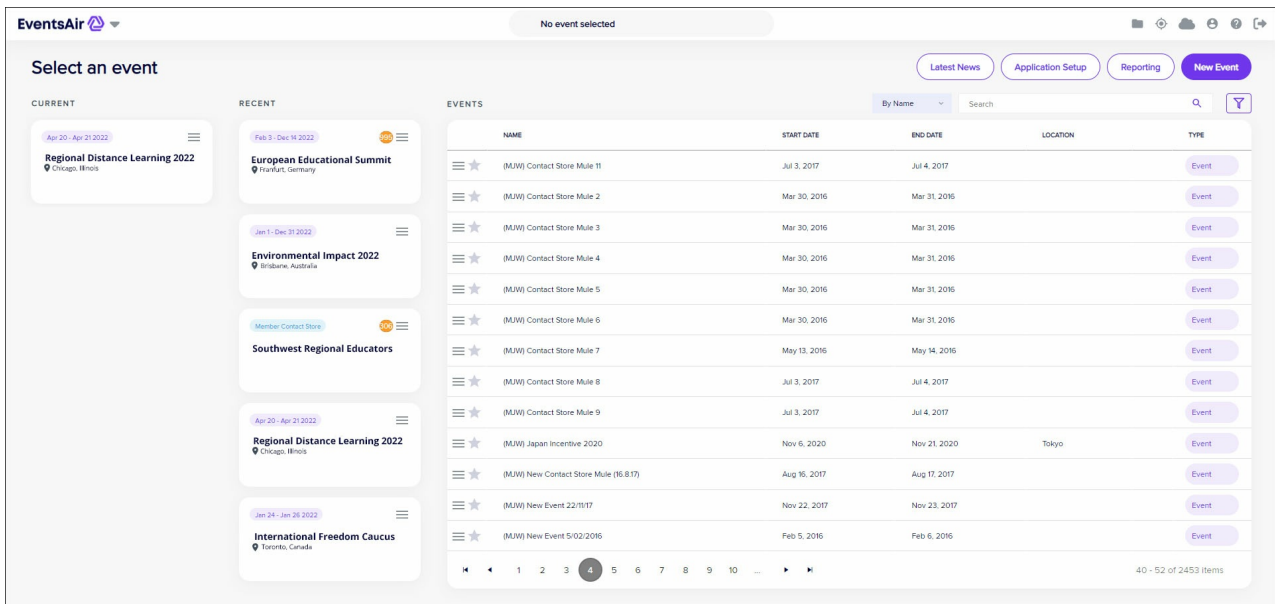 EventsAir
No event selected
Select an event
Latest News
Application Setup
Reporting
New Event
CURRENT
Apr 20 - Apr 21 2022
Regional Distance Learning 2022
Chicago, Illinois
RECENT
Feb 3 - Dec 14 2022
995
European Educational Summit
Franfurt, Germany
Jan 1 - Dec 31 2022
Environmental Impact 2022
Brisbane, Australia
Member Contact Store
306
Southwest Regional Educators
Apr 20 - Apr 21 2022
Regional Distance Learning 2022
Chicago, Illinois
Jan 24 - Jan 26 2022
International Freedom Caucus
Toronto, Canada
EVENTS
By Name
Search
NAME START DATE END DATE LOCATION TYPE
(MJW) Contact Store Mule 11 Jul 3, 2017 Jul 4, 2017 Event
(MJW) Contact Store Mule 2 Mar 30, 2016 Mar 31, 2016 Event
(MJW) Contact Store Mule 3 Mar 30, 2016 Mar 31, 2016 Event
(MJW) Contact Store Mule 4 Mar 30, 2016 Mar 31, 2016 Event
(MJW) Contact Store Mule 5 Mar 30, 2016 Mar 31, 2016 Event
(MJW) Contact Store Mule 6 Mar 30, 2016 Mar 31, 2016 Event
(MJW) Contact Store Mule 7 May 13, 2016 May 14, 2016 Event
(MJW) Contact Store Mule 8 Jul 3, 2017 Jul 4, 2017 Event
(MJW) Contact Store Mule 9 Jul 3, 2017 Jul 4, 2017 Event
(MJW) Japan Incentive 2020 Nov 6, 2020 Nov 21, 2020 Tokyo Event
(MJW) New Contact Store Mule (16.8.17) Aug 16, 2017 Aug 17, 2017 Event
(MJW) New Event 22/11/17 Nov 22, 2017 Nov 23, 2017 Event
(MJW) New Event 5/02/2016 Feb 5, 2016 Feb 6, 2016 Event
1 2 3 4 5 6 7 8 9 10 ...
40 - 52 of 2453 items